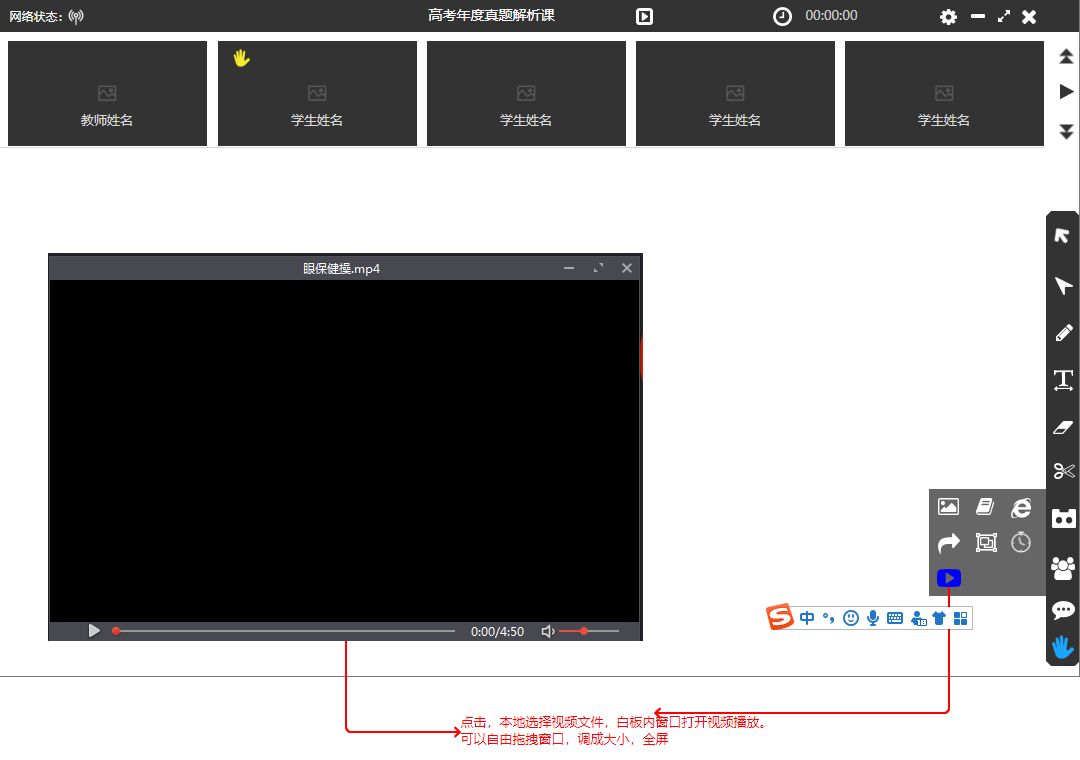 网络状态：
高考年度真题解析课
00:00:00
教师姓名
学生姓名
学生姓名
学生姓名
学生姓名
眼保健操.mp4
0:00/4:50
S中
点击，本地选择视频文件，白板内窗口打开视频播放。
可以自由拖拽窗口，调成大小，全屏